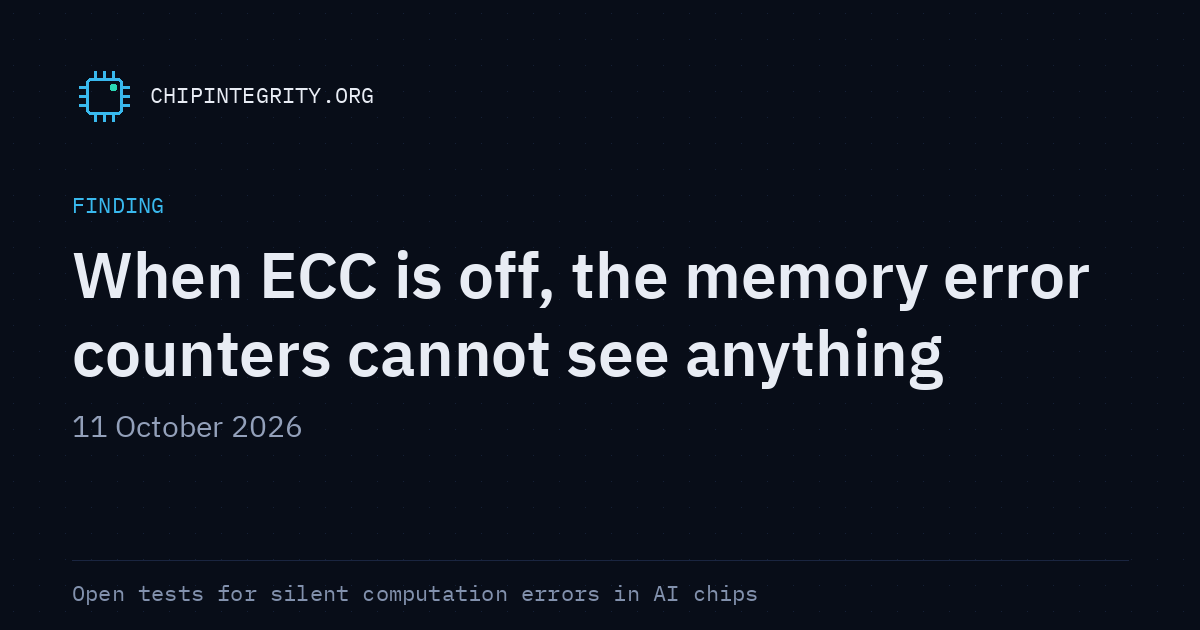 CHIPINTEGRITY.ORG
FINDING
When ECC is off, the memory error
counters cannot see anything
11 October 2026
Open tests for silent computation errors in AI chips